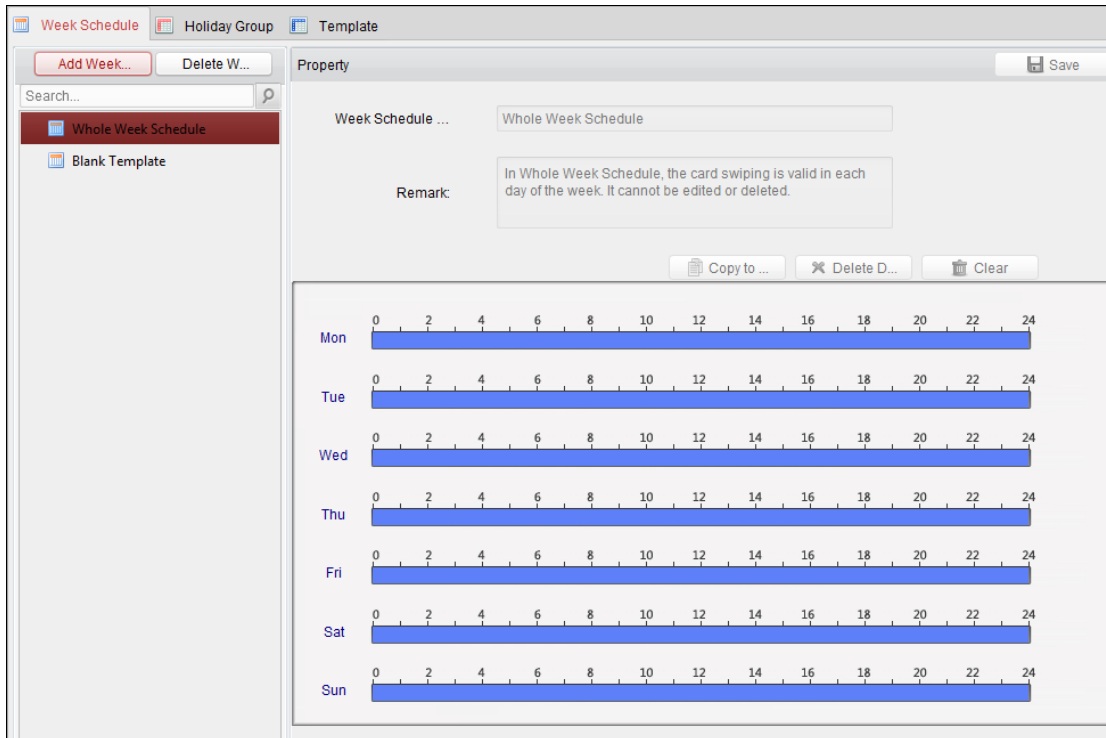 Week Schedule Holiday Group Template
Add Week... Delete W... Property Save
Search...
Whole Week Schedule
Blank Template
Week Schedule ... Whole Week Schedule
Remark: In Whole Week Schedule, the card swiping is valid in each
day of the week. It cannot be edited or deleted.
Copy to ... Delete D... Clear
0 2 4 6 8 10 12 14 16 18 20 22 24
Mon
0 2 4 6 8 10 12 14 16 18 20 22 24
Tue
0 2 4 6 8 10 12 14 16 18 20 22 24
Wed
0 2 4 6 8 10 12 14 16 18 20 22 24
Thu
0 2 4 6 8 10 12 14 16 18 20 22 24
Fri
0 2 4 6 8 10 12 14 16 18 20 22 24
Sat
0 2 4 6 8 10 12 14 16 18 20 22 24
Sun